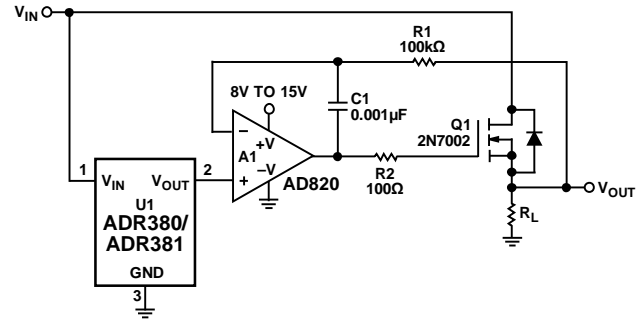 VIN
R1
100kΩ
8V TO 15V
C1
0.001µF
Q1
2N7002
−
+V
A1
−V
+
AD820
R2
100Ω
1
2
VIN
VOUT
U1
ADR380/
ADR381
GND
3
VOUT
RL